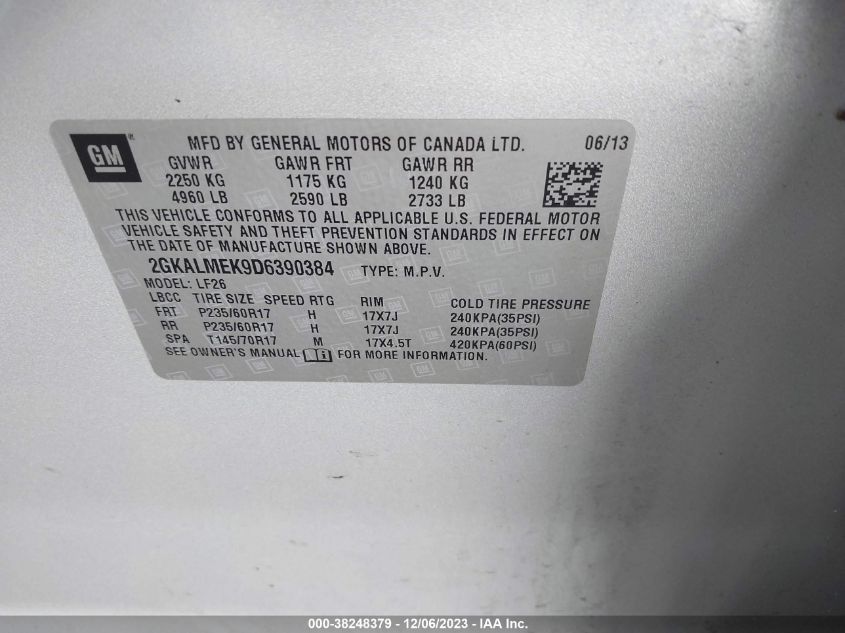 GM
MFD BY GENERAL MOTORS OF CANADA LTD. 06/13
GVWR GAWR FRT GAWR RR
2250 KG 1175 KG 1240 KG
4960 LB 2590 LB 2733 LB
THIS VEHICLE CONFORMS TO ALL APPLICABLE U.S. FEDERAL MOTOR
VEHICLE SAFETY AND THEFT PREVENTION STANDARDS IN EFFECT ON
THE DATE OF MANUFACTURE SHOWN ABOVE.
2GKALMEK9D6390384 TYPE: M.P.V.
MODEL: LF26
LBCC TIRE SIZE SPEED RTG RIM COLD TIRE PRESSURE
FRT P235/60R17 H 17X7J 240KPA(35PSI)
RR P235/60R17 H 17X7J 240KPA(35PSI)
SPA T145/70R17 M 17X4.5T 420KPA(60PSI)
SEE OWNER'S MANUAL FOR MORE INFORMATION.
000-38248379 - 12/06/2023 - IAA Inc.